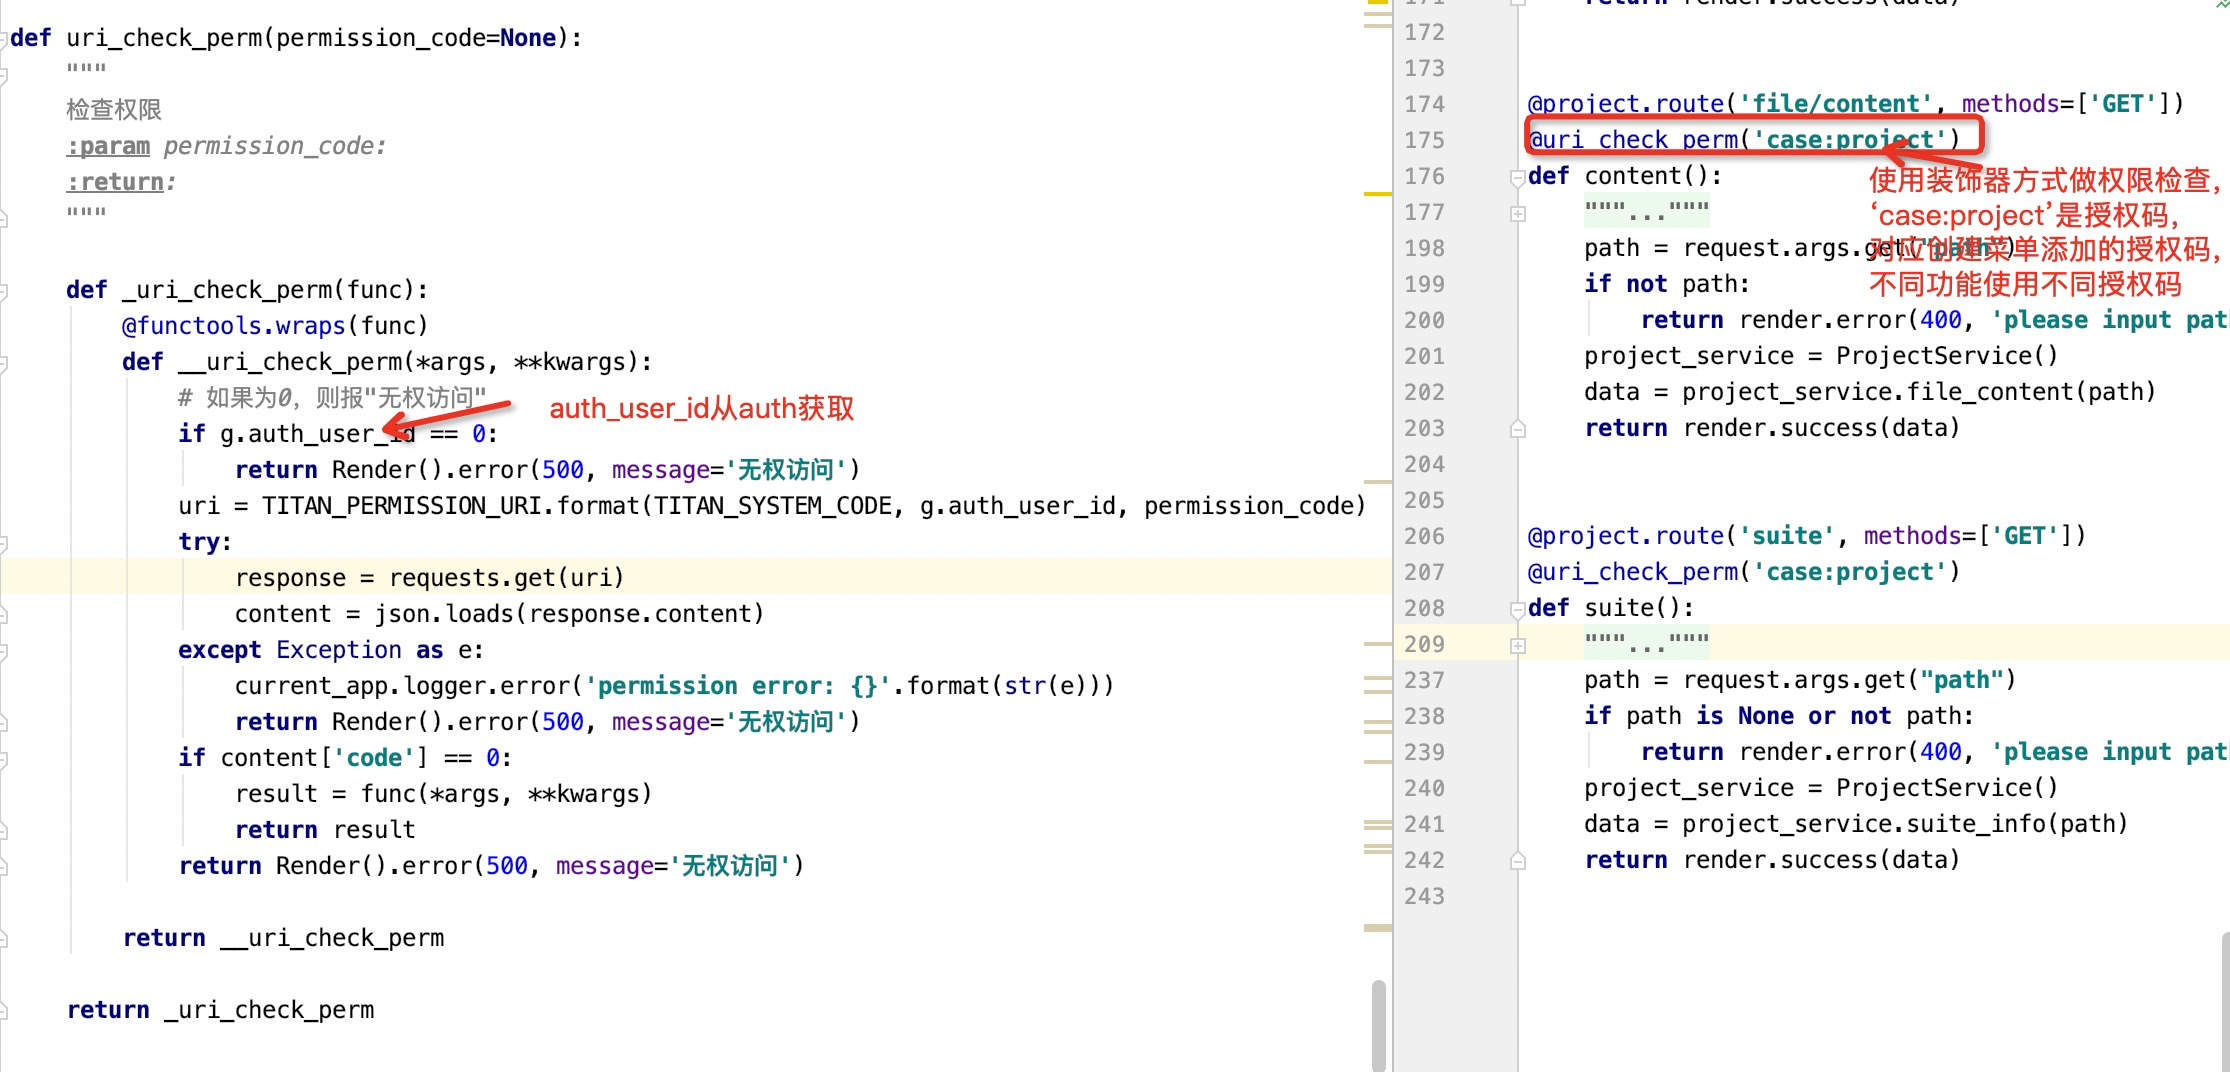 def uri_check_perm(permission_code=None):
"""
检查权限
:param permission_code:
:return:
"""
def _uri_check_perm(func):
@functools.wraps(func)
def __uri_check_perm(*args, **kwargs):
# 如果为0，则报"无权访问"
auth_user_id从auth获取
if g.auth_user_id == 0:
return Render().error(500, message='无权访问')
uri = TITAN_PERMISSION_URI.format(TITAN_SYSTEM_CODE, g.auth_user_id, permission_code)
try:
response = requests.get(uri)
content = json.loads(response.content)
except Exception as e:
current_app.logger.error('permission error: {}'.format(str(e)))
return Render().error(500, message='无权访问')
if content['code'] == 0:
result = func(*args, **kwargs)
return result
return Render().error(500, message='无权访问')
return __uri_check_perm
return _uri_check_perm
171 return render.success(data)
172
173
174 @project.route('file/content', methods=['GET'])
175 @uri_check_perm('case:project')
176 def content():
177 """..."""
198 path = request.args.get("path")
199 if not path:
200 return render.error(400, 'please input pat
201 project_service = ProjectService()
202 data = project_service.file_content(path)
203 return render.success(data)
204
205
206 @project.route('suite', methods=['GET'])
207 @uri_check_perm('case:project')
208 def suite():
209 """..."""
237 path = request.args.get("path")
238 if path is None or not path:
239 return render.error(400, 'please input pat
240 project_service = ProjectService()
241 data = project_service.suite_info(path)
242 return render.success(data)
243
使用装饰器方式做权限检查，
‘case:project’是授权码，
对应创建菜单添加的授权码，
不同功能使用不同授权码